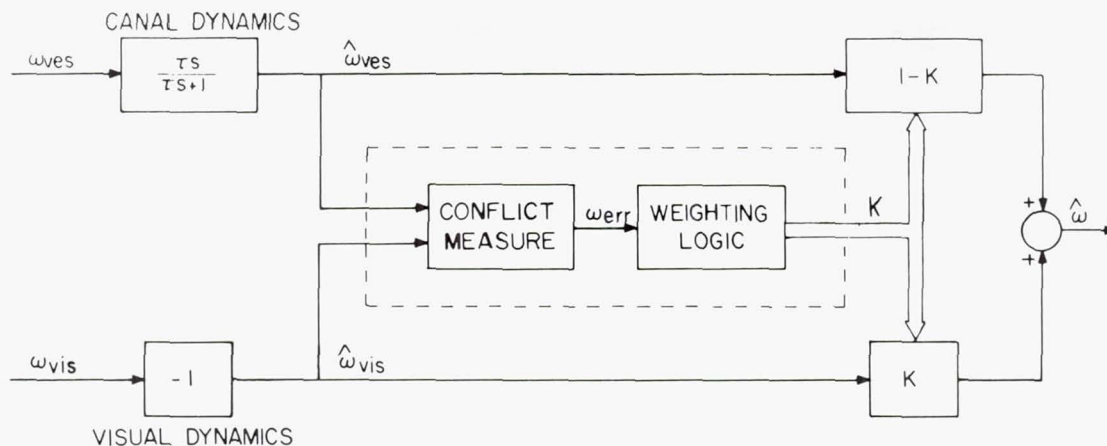 CANAL DYNAMICS
ωves
τs
τs+1
ω̂ves
1-K
CONFLICT
MEASURE
ωerr
WEIGHTING
LOGIC
K
+
ω̂
+
ωvis
-1
ω̂vis
K
VISUAL DYNAMICS